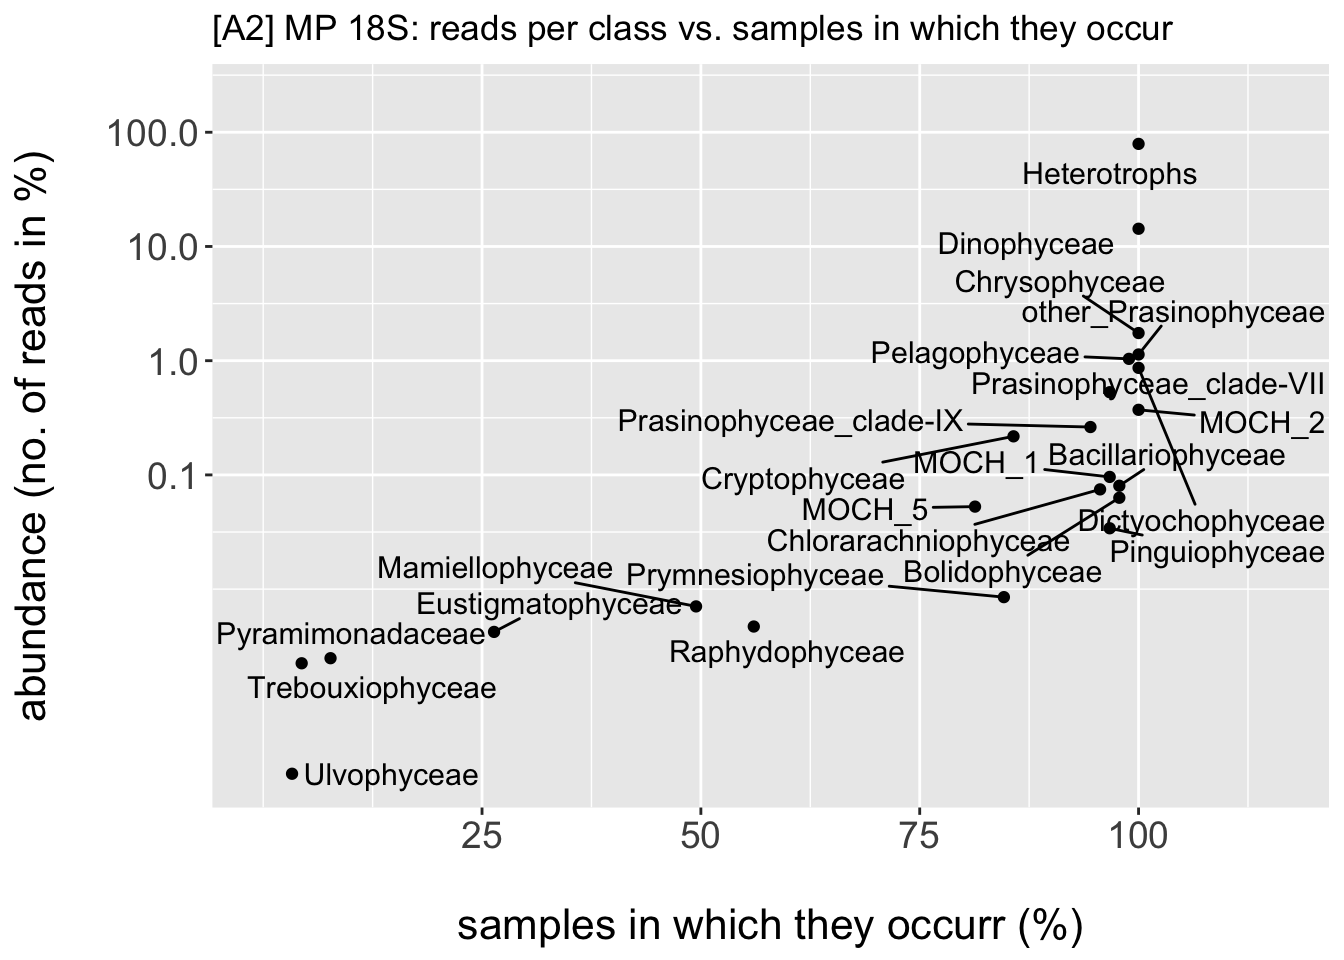 [A2] MP 18S: reads per class vs. samples in which they occur
abundance (no. of reads in %)
100.0
10.0
1.0
0.1
Heterotrophs
Dinophyceae
Chrysophyceae
other_Prasinophyceae
Pelagophyceae
Prasinophyceae_clade-VII
Prasinophyceae_clade-IX
MOCH_2
Bacillariophyceae
MOCH_1
Cryptophyceae
MOCH_5
Dictyochophyceae
Chlorarachniophyceae
Pinguiophyceae
Mamiellophyceae
Prymnesiophyceae
Bolidophyceae
Eustigmatophyceae
Pyramimonadaceae
Raphydophyceae
Trebouxiophyceae
Ulvophyceae
25
50
75
100
samples in which they occurr (%)